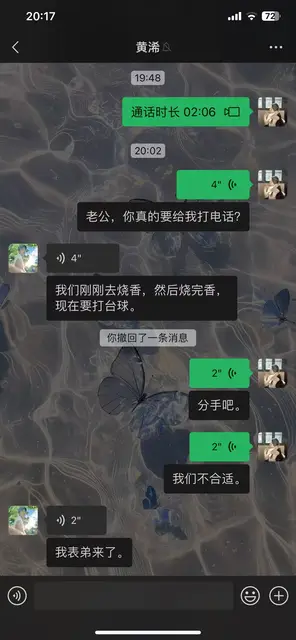 20:17
72
黄浠
19:48
通话时长 02:06
20:02
4"
老公，你真的要给我打电话?
4"
我们刚刚去烧香，然后烧完香，
现在要打台球。
你撤回了一条消息
2"
分手吧。
2"
我们不合适。
2"
我表弟来了。